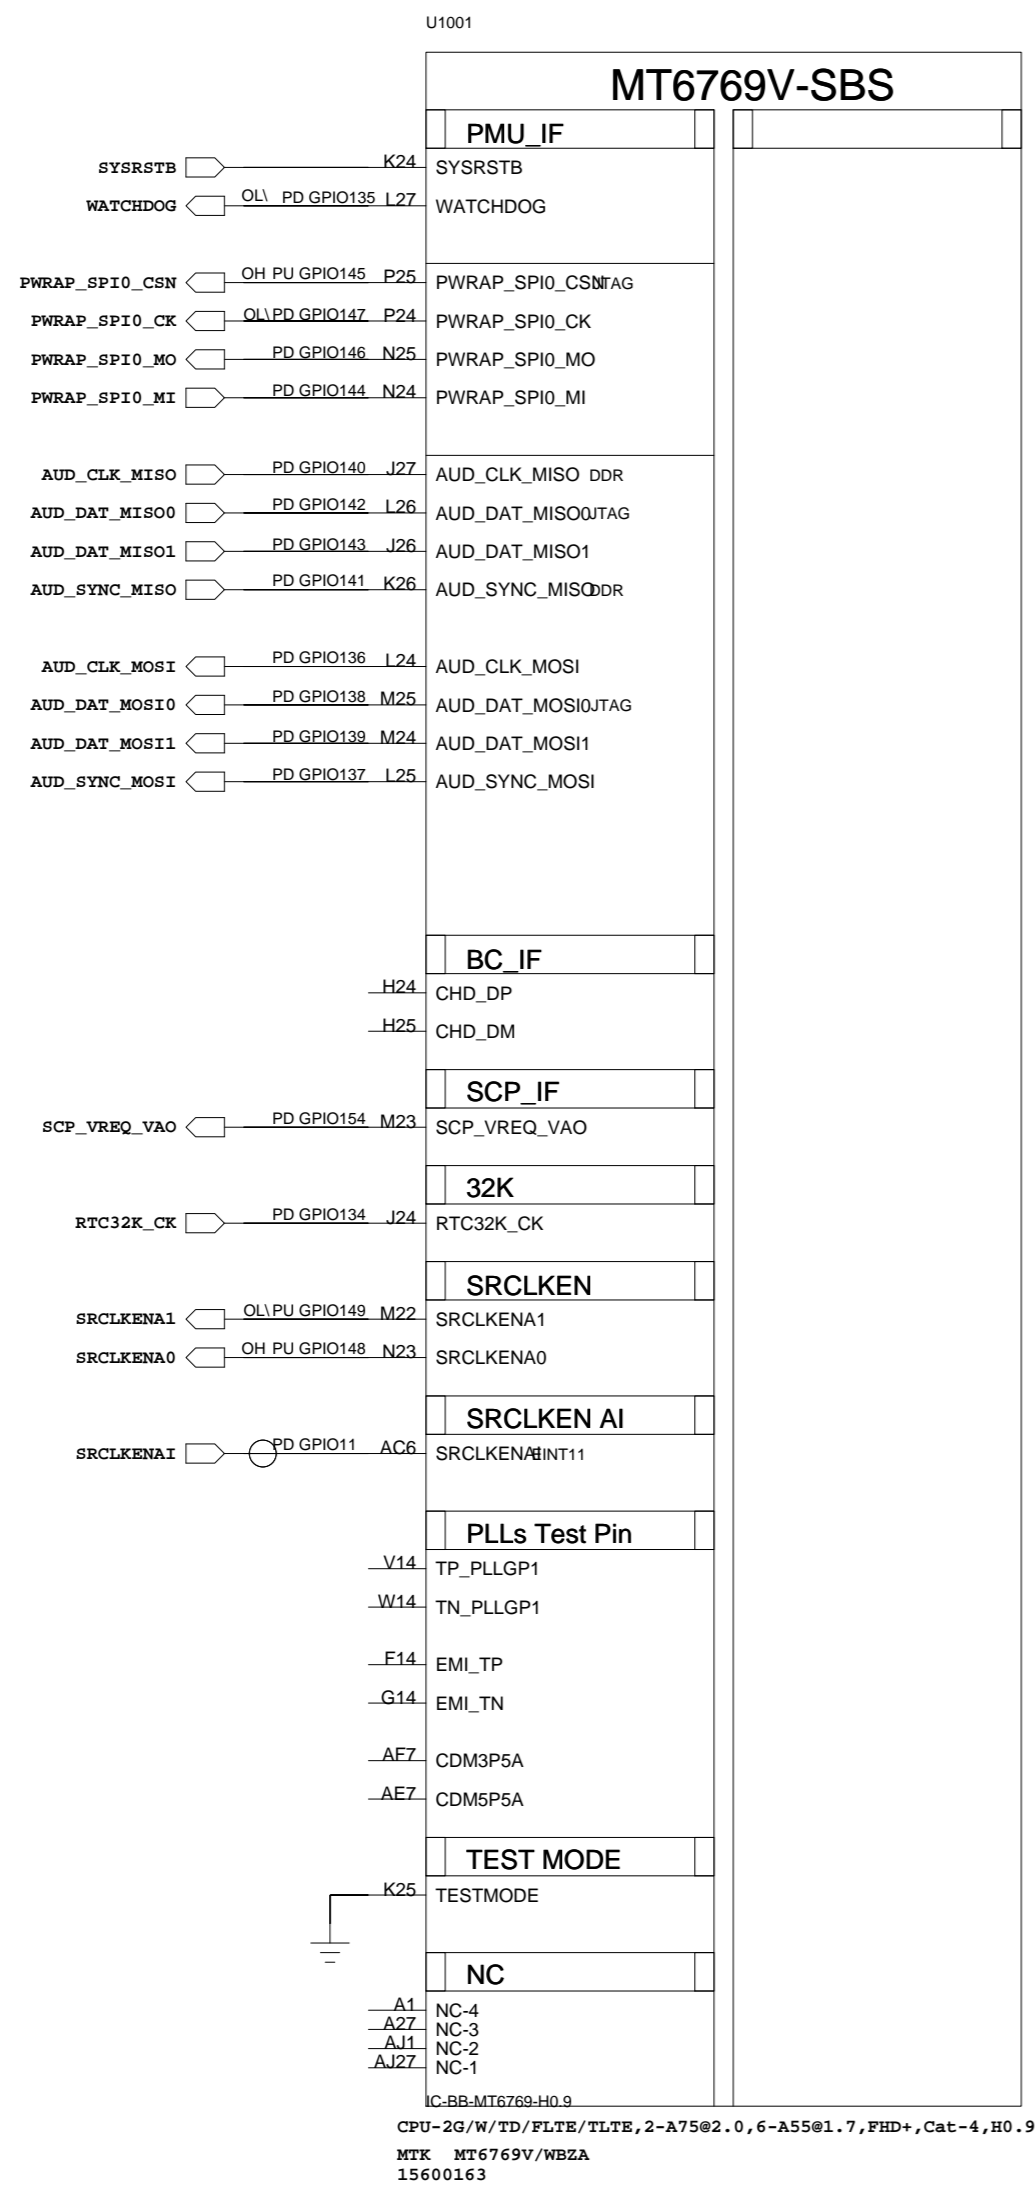 U1001
MT6769V-SBS
PMU_IF
SYSRSTB K24 SYSRSTB
WATCHDOG OL\ PD GPIO135 L27 WATCHDOG
PWRAP_SPI0_CSN OH PU GPIO145 P25 PWRAP_SPI0_CSN JTAG
PWRAP_SPI0_CK OL\ PD GPIO147 P24 PWRAP_SPI0_CK
PWRAP_SPI0_MO PD GPIO146 N25 PWRAP_SPI0_MO
PWRAP_SPI0_MI PD GPIO144 N24 PWRAP_SPI0_MI
AUD_CLK_MISO PD GPIO140 J27 AUD_CLK_MISO DDR
AUD_DAT_MISO0 PD GPIO142 L26 AUD_DAT_MISO0 JTAG
AUD_DAT_MISO1 PD GPIO143 J26 AUD_DAT_MISO1
AUD_SYNC_MISO PD GPIO141 K26 AUD_SYNC_MISO DDR
AUD_CLK_MOSI PD GPIO136 L24 AUD_CLK_MOSI
AUD_DAT_MOSI0 PD GPIO138 M25 AUD_DAT_MOSI0 JTAG
AUD_DAT_MOSI1 PD GPIO139 M24 AUD_DAT_MOSI1
AUD_SYNC_MOSI PD GPIO137 L25 AUD_SYNC_MOSI
BC_IF
H24 CHD_DP
H25 CHD_DM
SCP_IF
SCP_VREQ_VAO PD GPIO154 M23 SCP_VREQ_VAO
32K
RTC32K_CK PD GPIO134 J24 RTC32K_CK
SRCLKEN
SRCLKENA1 OL\ PU GPIO149 M22 SRCLKENA1
SRCLKENA0 OH PU GPIO148 N23 SRCLKENA0
SRCLKEN AI
SRCLKENAI PD GPIO11 AC6 SRCLKENAI EINT11
PLLs Test Pin
V14 TP_PLLGP1
W14 TN_PLLGP1
F14 EMI_TP
G14 EMI_TN
AF7 CDM3P5A
AE7 CDM5P5A
TEST MODE
K25 TESTMODE
NC
A1 NC-4
A27 NC-3
AJ1 NC-2
AJ27 NC-1
IC-BB-MT6769-H0.9
CPU-2G/W/TD/FLTE/TLTE,2-A75@2.0,6-A55@1.7,FHD+,Cat-4,H0.9
MTK MT6769V/WBZA
15600163